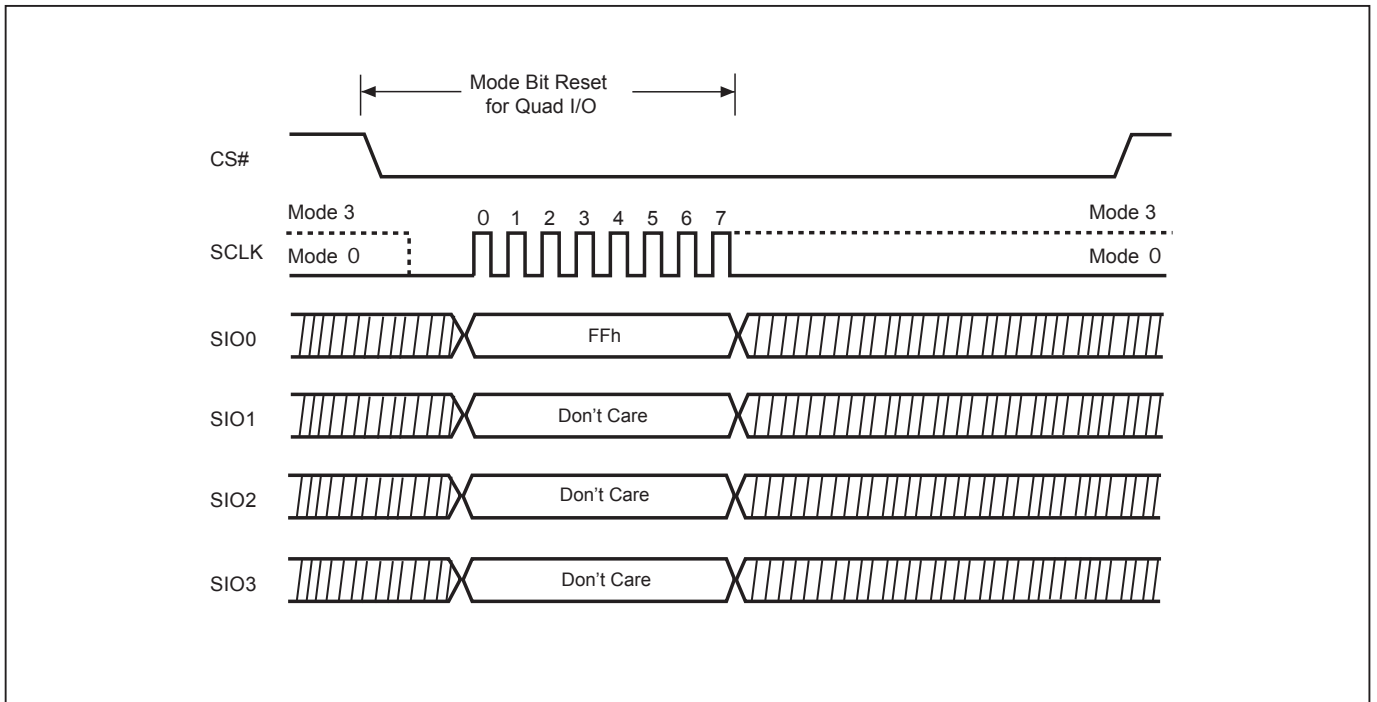 Mode Bit Reset
for Quad I/O
CS#
Mode 3
Mode 3
0 1 2 3 4 5 6 7
SCLK
Mode 0
Mode 0
SIO0
FFh
SIO1
Don't Care
SIO2
Don't Care
SIO3
Don't Care